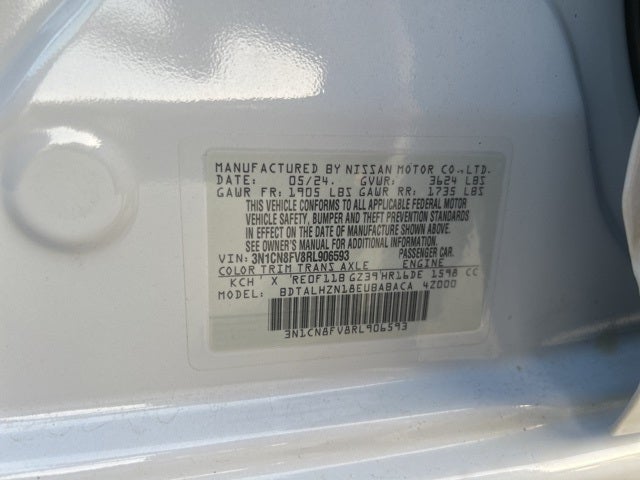 MANUFACTURED BY NISSAN MOTOR CO.,LTD.
DATE: 05/24. GVWR: 3624 LBS
GAWR FR: 1905 LBS GAWR RR: 1735 LBS
THIS VEHICLE CONFORMS TO ALL APPLICABLE FEDERAL MOTOR
VEHICLE SAFETY, BUMPER AND THEFT PREVENTION STANDARDS
IN EFFECT ON THE DATE OF MANUFACTURE SHOWN ABOVE.
SEE OWNER'S MANUAL FOR ADDITIONAL INFORMATION.
VIN: 3N1CN8FV8RL906593 PASSENGER CAR.
COLOR TRIM TRANS AXLE ENGINE
KCH X RE0F11B GZ39 HR16DE 1598 CC
MODEL: BDTALHZN18EUBABACA 4Z000
3N1CN8FV8RL906593